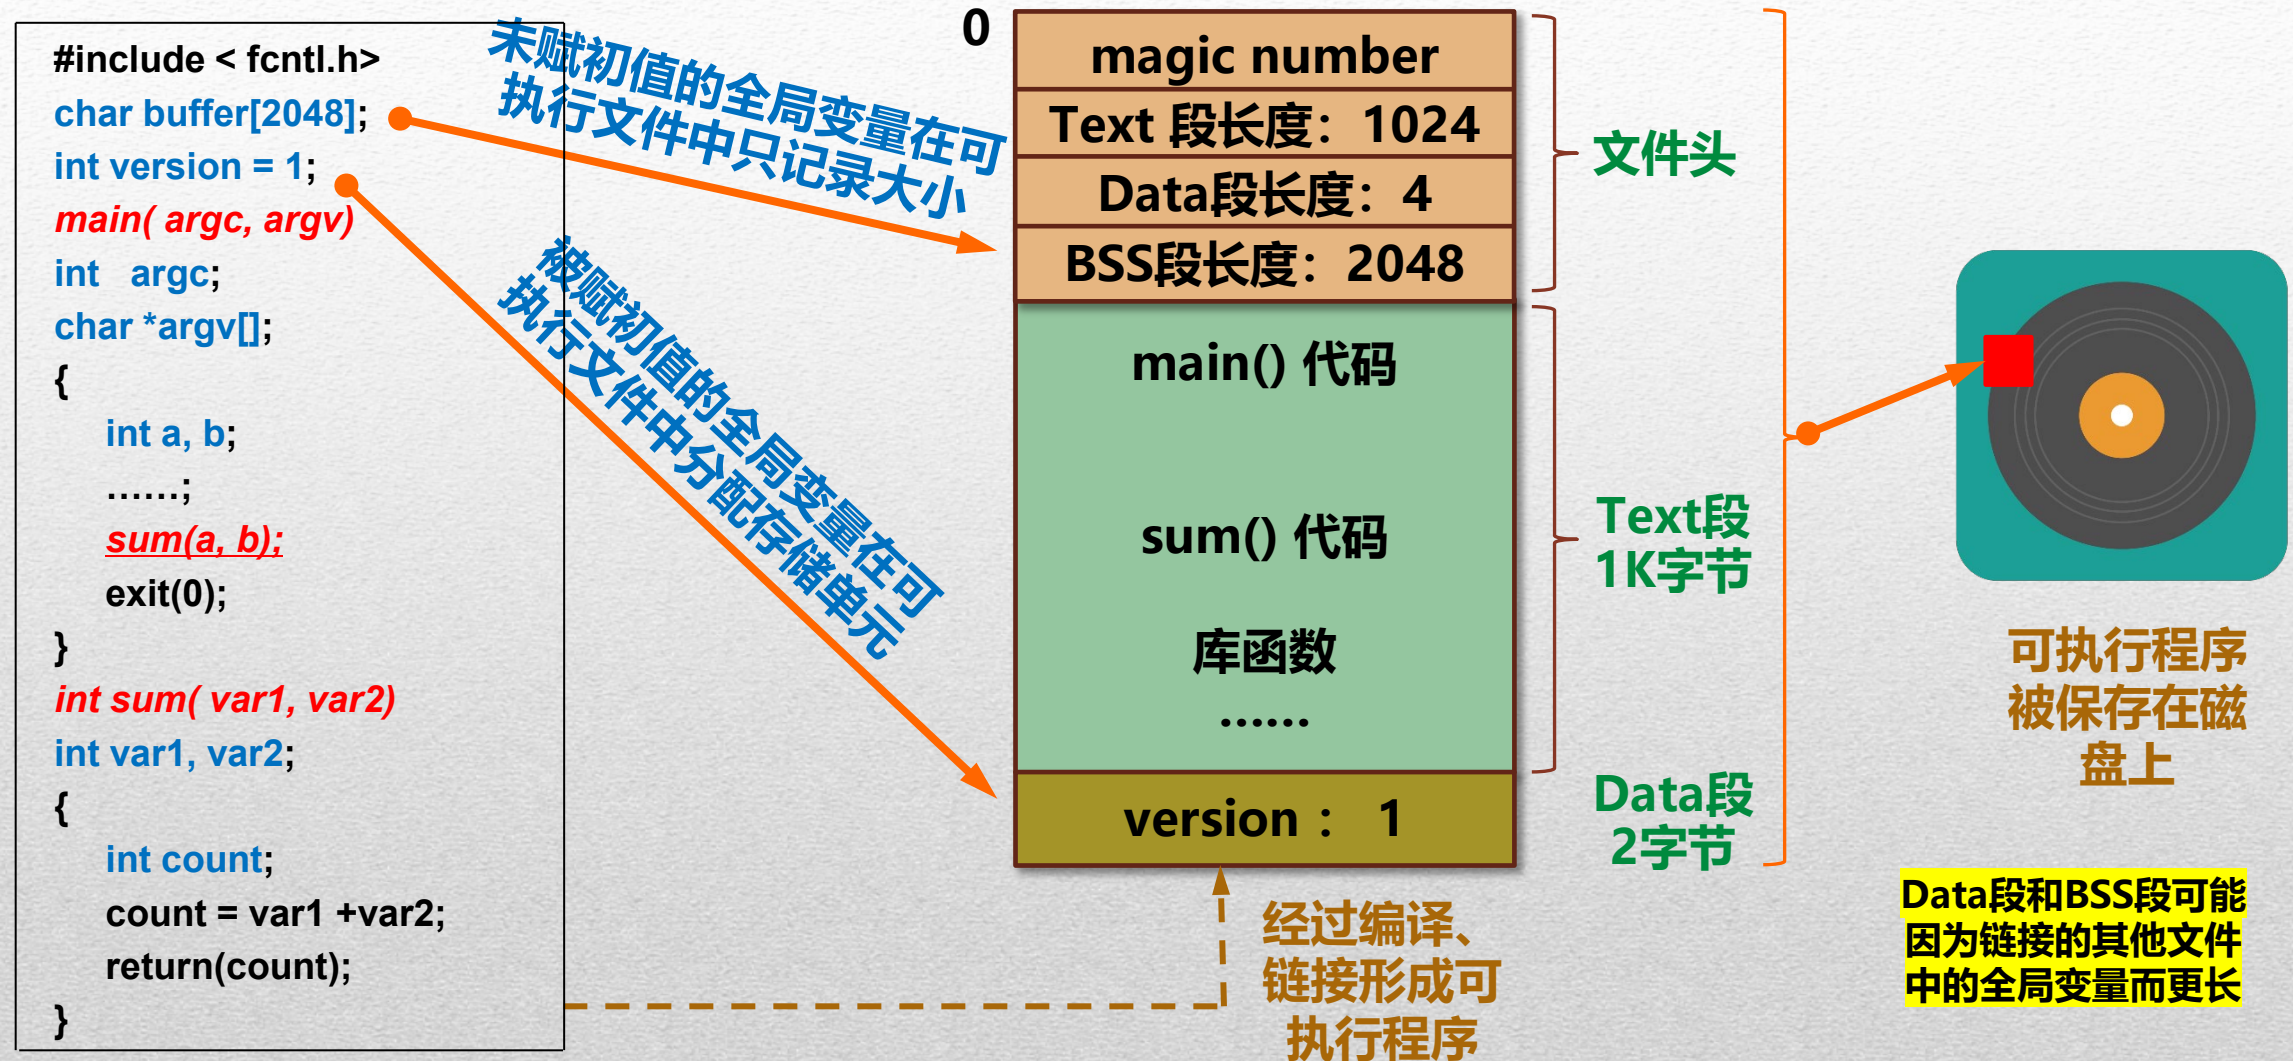 #include < fcntl.h>
char buffer[2048];
int version = 1;
main( argc, argv)
int argc;
char *argv[];
{
int a, b;
……;
sum(a, b);
exit(0);
}
int sum( var1, var2)
int var1, var2;
{
int count;
count = var1 +var2;
return(count);
}
未赋初值的全局变量在可
执行文件中只记录大小
被赋初值的全局变量在可
执行文件中分配存储单元
0
magic number
Text 段长度：1024
Data段长度：4
BSS段长度：2048
main() 代码
sum() 代码
库函数
……
version： 1
文件头
Text段
1K字节
Data段
2字节
经过编译、
链接形成可
执行程序
可执行程序
被保存在磁
盘上
Data段和BSS段可能
因为链接的其他文件
中的全局变量而更长